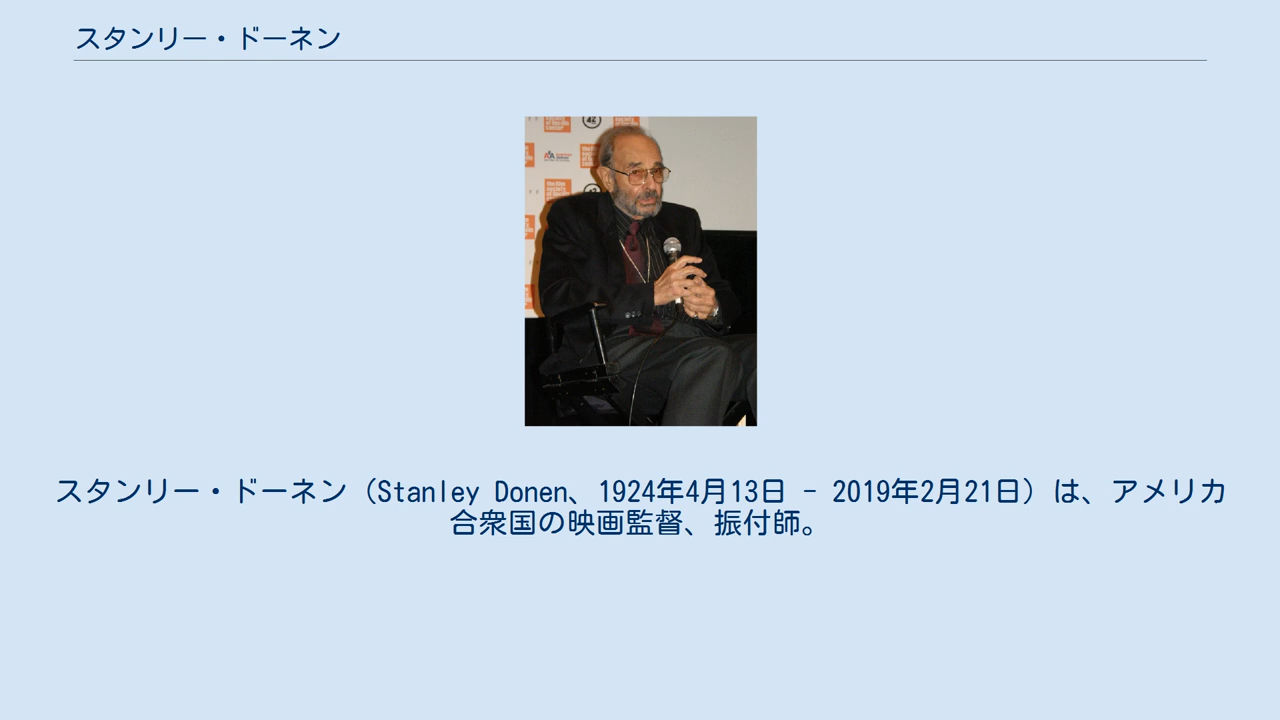 スタンリー・ドーネン
スタンリー・ドーネン（Stanley Donen、1924年4月13日 - 2019年2月21日）は、アメリカ
合衆国の映画監督、振付師。